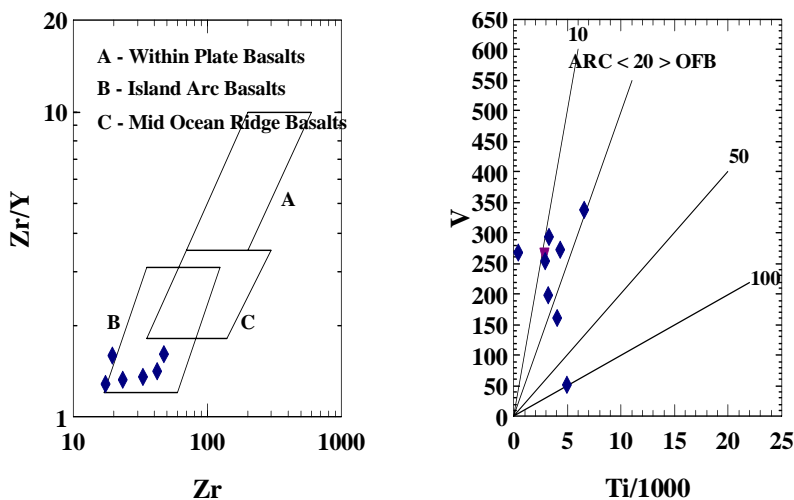 20
A - Within Plate Basalts
B - Island Arc Basalts
10
C - Mid Ocean Ridge Basalts
Zr/Y
A
B
C
1
10
100
1000
Zr
650
10
600
ARC < 20 > OFB
550
500
450
50
400
350
V
300
250
100
200
150
100
50
0
0
5
10
15
20
25
Ti/1000